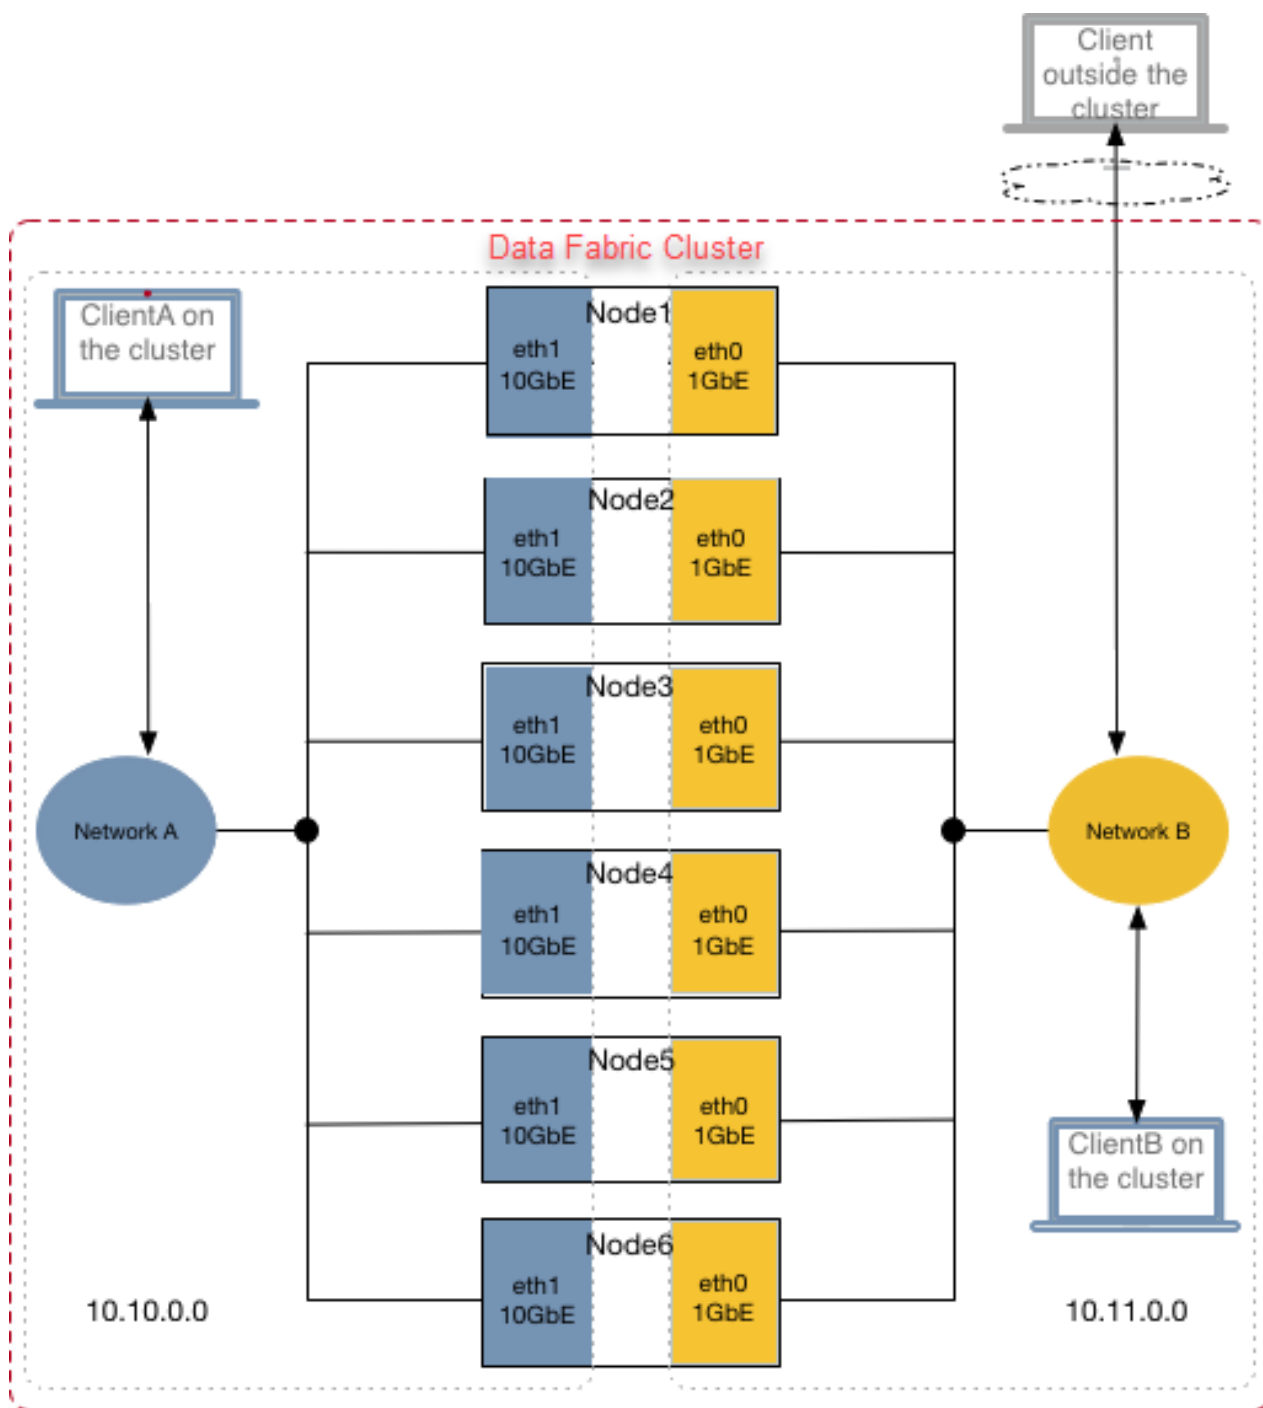 Client
outside the
cluster
Data Fabric Cluster
ClientA on
the cluster
Node1
eth1
10GbE
eth0
1GbE
Node2
eth1
10GbE
eth0
1GbE
Node3
eth1
10GbE
eth0
1GbE
Network A
Network B
Node4
eth1
10GbE
eth0
1GbE
Node5
eth1
10GbE
eth0
1GbE
ClientB on
the cluster
Node6
eth1
10GbE
eth0
1GbE
10.10.0.0
10.11.0.0